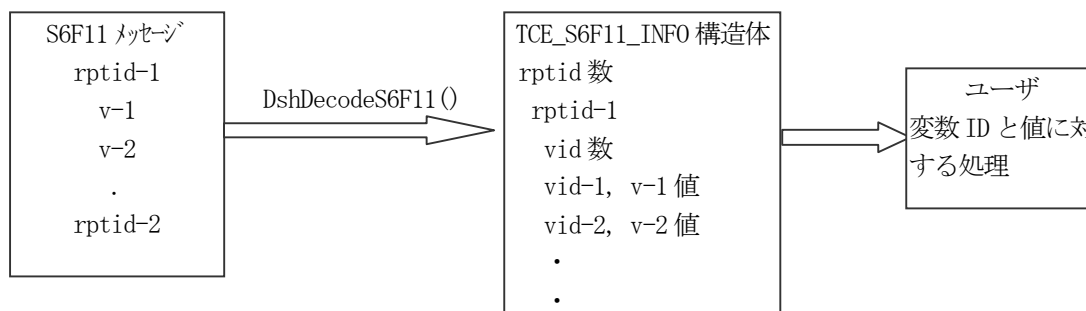 S6F11 ﾒｯｾｰｼﾞ
rptid-1
v-1
v-2
.
rptid-2
DshDecodeS6F11()
TCE_S6F11_INFO 構造体
rptid 数
rptid-1
vid 数
vid-1, v-1 値
vid-2, v-2 値
・
・
ユーザ
変数 ID と値に対
する処理